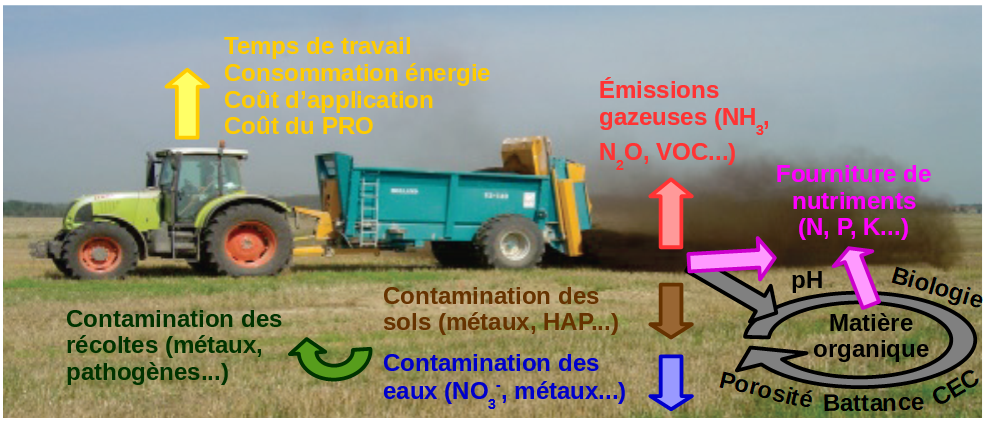 Temps de travail
Consommation énergie
Coût d’application
Coût du PRO
Émissions
gazeuses (NH₃,
N₂O, VOC...)
Fourniture de
nutriments
(N, P, K...)
Contamination des
sols (métaux, HAP...)
Contamination des
récoltes (métaux,
pathogènes...)
Contamination des
eaux (NO₃⁻, métaux...)
pH
Biologie
Matière
organique
Porosité
Battance
CEC